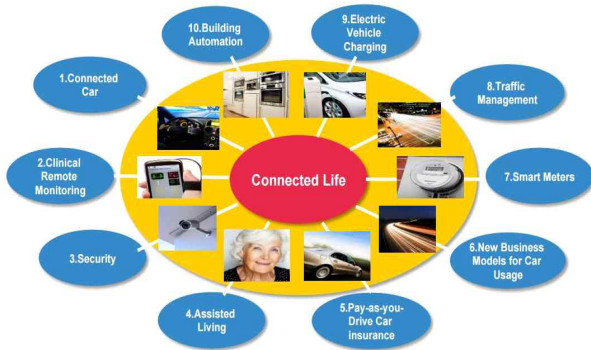 10.Building
Automation
9.Electric
Vehicle
Charging
1.Connected
Car
8.Traffic
Management
2.Clinical
Remote
Monitoring
Connected Life
7.Smart Meters
3.Security
6.New Business
Models for Car
Usage
4.Assisted
Living
5.Pay-as-you-
Drive Car
insurance